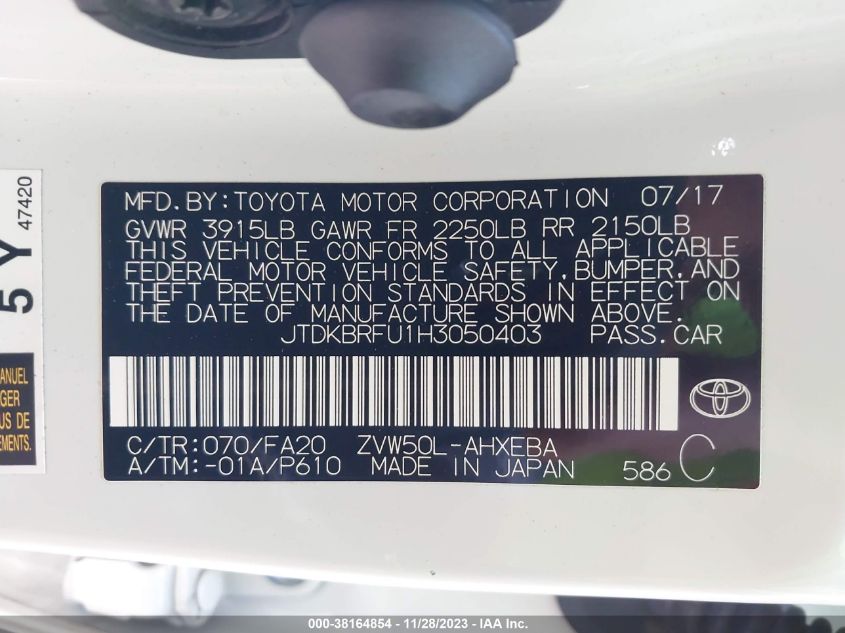 MFD.BY:TOYOTA MOTOR CORPORATION 07/17
GVWR 3915LB GAWR FR 2250LB RR 2150LB
THIS VEHICLE CONFORMS TO ALL APPLICABLE
FEDERAL MOTOR VEHICLE SAFETY,BUMPER,AND
THEFT PREVENTION STANDARDS IN EFFECT ON
THE DATE OF MANUFACTURE SHOWN ABOVE.
JTDKBRFU1H3050403 PASS.CAR
C/TR:070/FA20 ZVW50L-AHXEBA
A/TM:-01A/P610 MADE IN JAPAN 586 C
5 Y
47420
MANUEL
GER
US DE
EMENT.
000-38164854 - 11/28/2023 - IAA Inc.